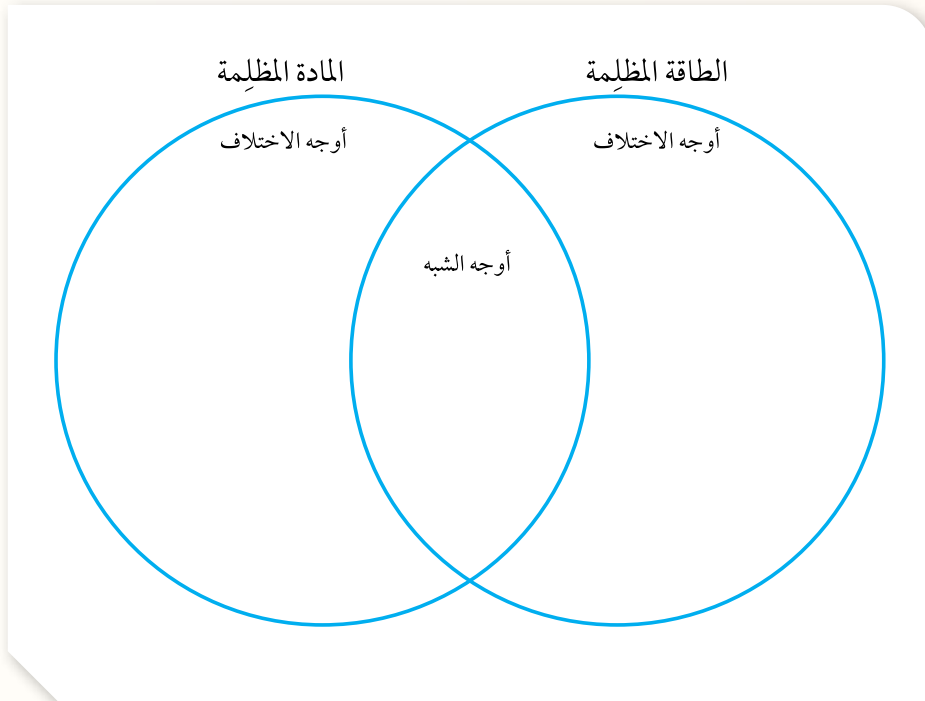 الطاقة المظلِمة
المادة المظلِمة
أوجه الاختلاف
أوجه الاختلاف
أوجه الشبه